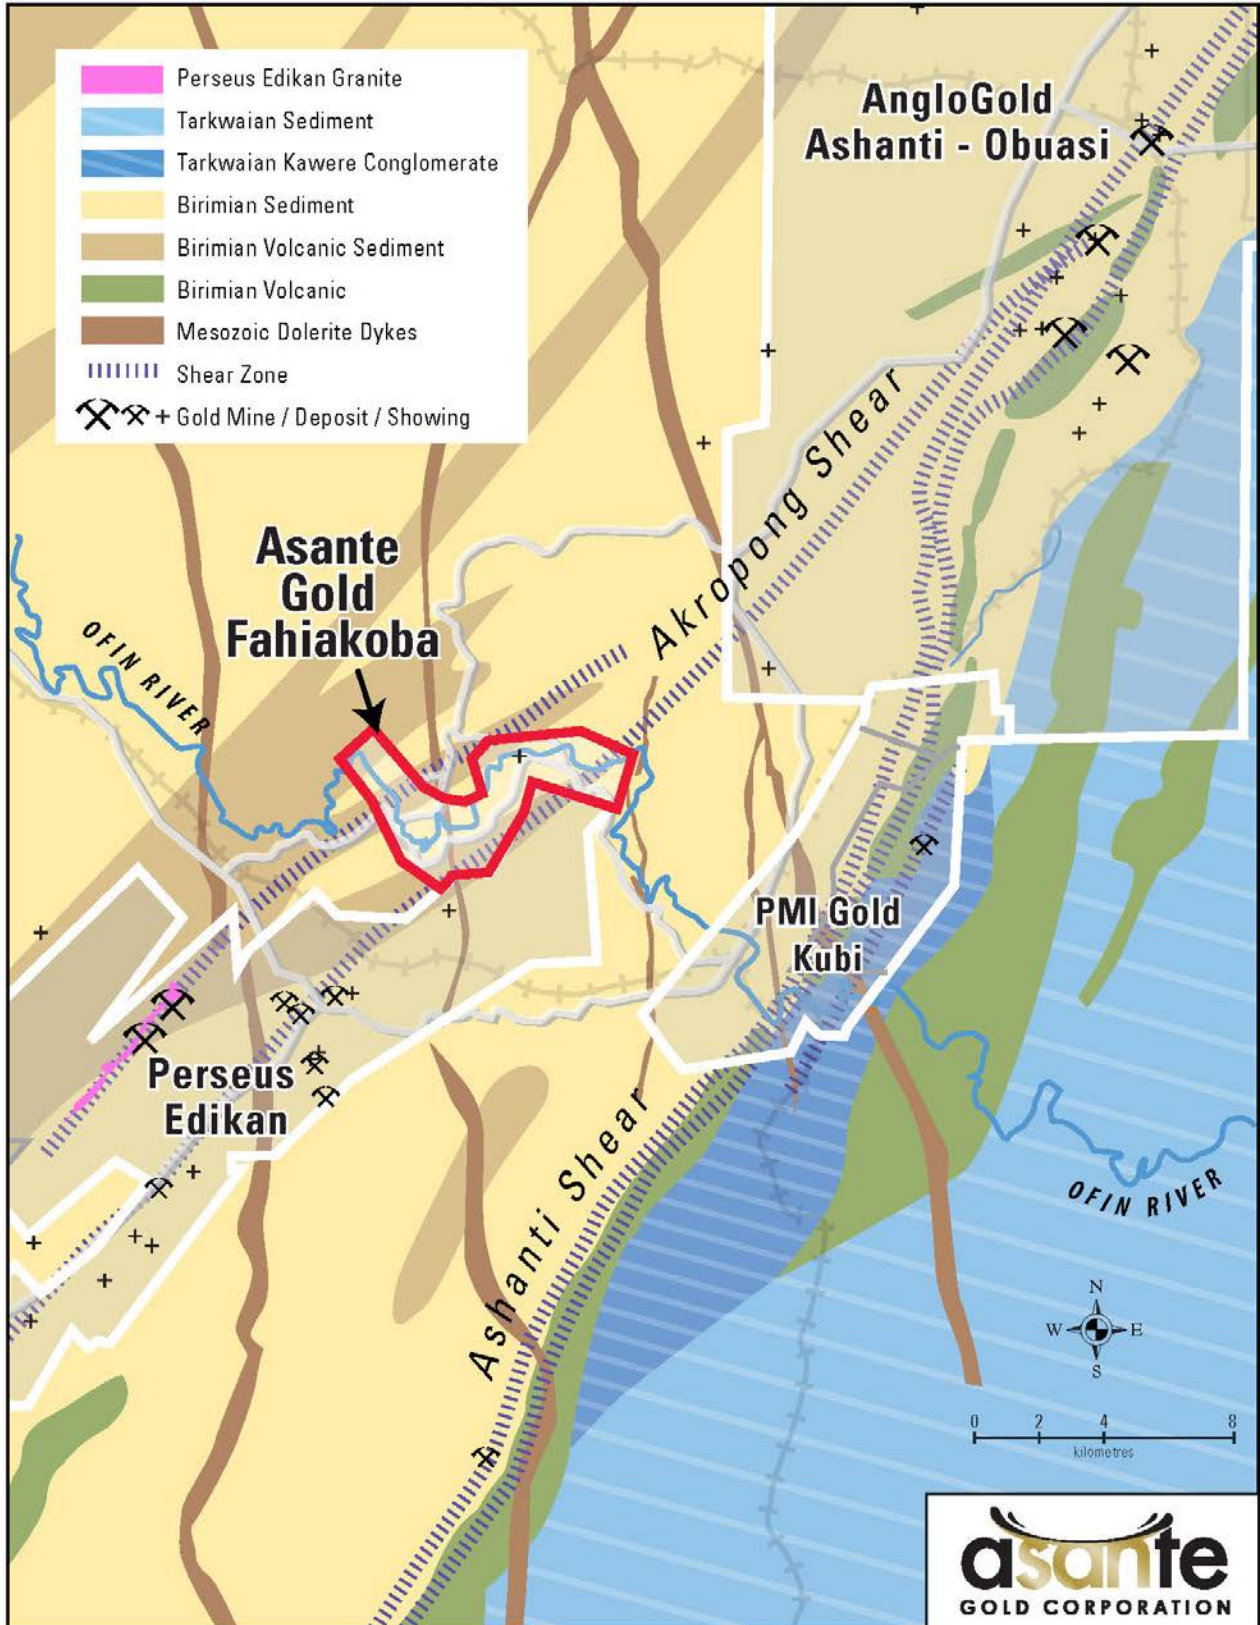 Perseus Edikan Granite
Tarkwaian Sediment
Tarkwaian Kawere Conglomerate
Birimian Sediment
Birimian Volcanic Sediment
Birimian Volcanic
Mesozoic Dolerite Dykes
Shear Zone
Gold Mine / Deposit / Showing
AngloGold
Ashanti - Obuasi
Akropong Shear
Asante
Gold
Fahiakoba
OFIN RIVER
PMI Gold
Kubi
Perseus
Edikan
Ashanti Shear
OFIN RIVER
N
W E
S
0 2 4 8
kilometres
asante
GOLD CORPORATION